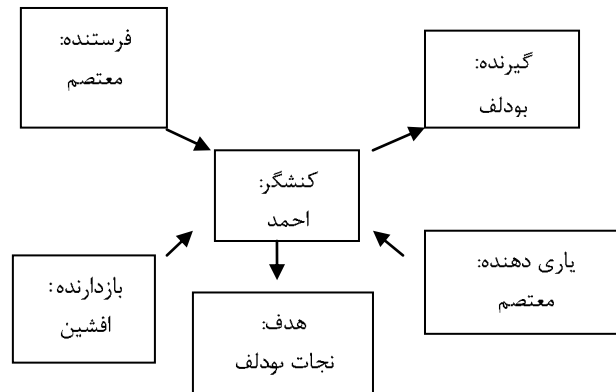 فرستنده:
معتصم
گیرنده:
بودلف
کنشگر:
احمد
یاری دهنده:
معتصم
بازدارنده:
افشین
هدف:
نجات بودلف